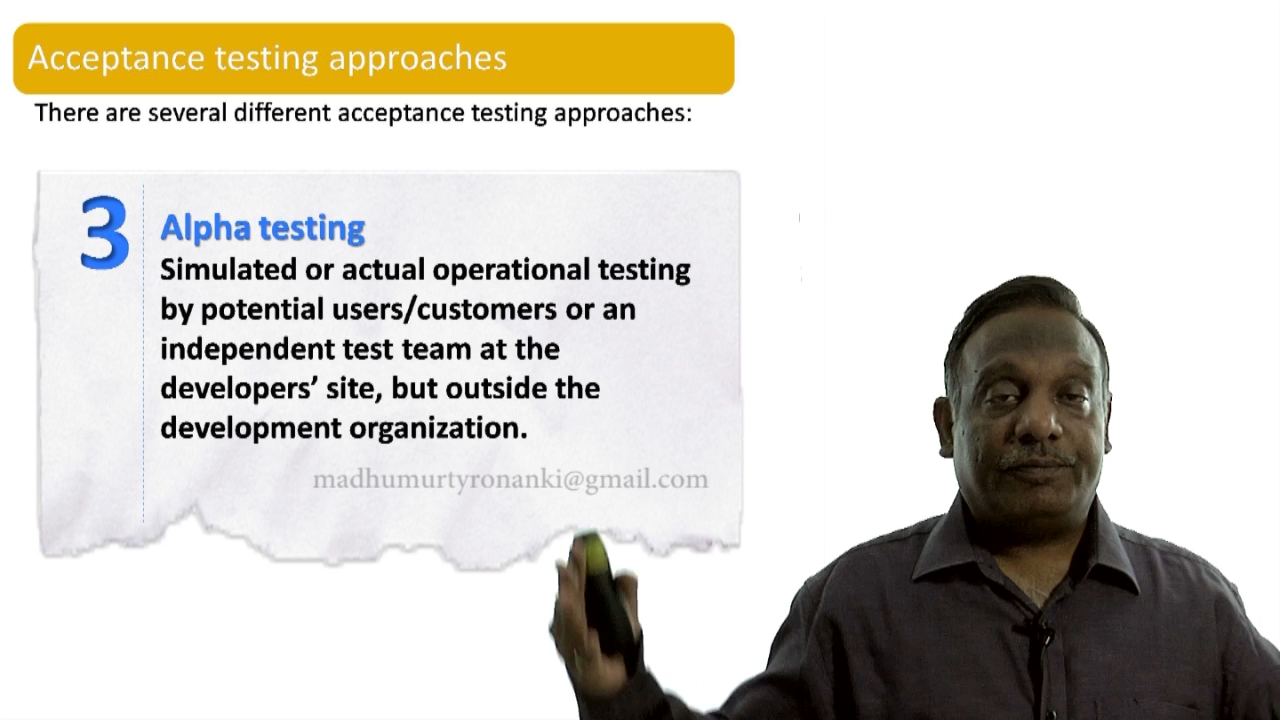 Acceptance testing approaches
There are several different acceptance testing approaches:
3
Alpha testing
Simulated or actual operational testing
by potential users/customers or an
independent test team at the
developers’ site, but outside the
development organization.
madhumurtyronanki@gmail.com